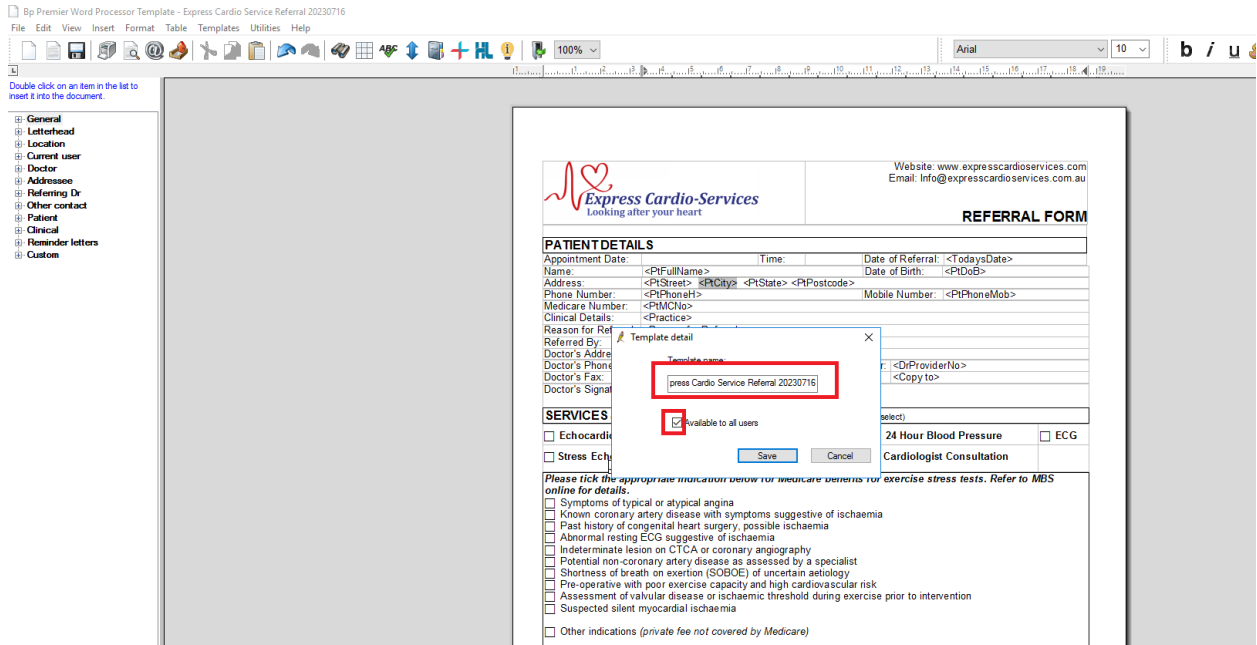 Bp Premier Word Processor Template - Express Cardio Service Referral 20230716
File Edit View Insert Format Table Templates Utilities Help
100% Arial 10 b i u
Double click on an item in the list to
insert it into the document.
General
Letterhead
Location
Current user
Doctor
Addressee
Referring Dr
Other contact
Patient
Clinical
Reminder letters
Custom
Express Cardio-Services
Looking after your heart
Website: www.expresscardioservices.com
Email: Info@expresscardioservices.com.au
REFERRAL FORM
PATIENT DETAILS
Appointment Date: Time: Date of Referral: <TodaysDate>
Name: <PtFullName> Date of Birth: <PtDoB>
Address: <PtStreet> <PtCity> <PtState> <PtPostcode>
Phone Number: <PtPhoneH> Mobile Number: <PtPhoneMob>
Medicare Number: <PtMCNo>
Clinical Details: <Practice>
Reason for Ref
Referred By:
Doctor's Addre
Doctor's Phone r: <DrProviderNo>
Doctor's Fax: <Copy to>
Doctor's Signat
Template detail
Template name:
press Cardio Service Referral 20230716
Available to all users
Save Cancel
SERVICES select)
Echocardi 24 Hour Blood Pressure ECG
Stress Ech Cardiologist Consultation
Please tick the appropriate indication below for Medicare benefits for exercise stress tests. Refer to MBS
online for details.
Symptoms of typical or atypical angina
Known coronary artery disease with symptoms suggestive of ischaemia
Past history of congenital heart surgery, possible ischaemia
Abnormal resting ECG suggestive of ischaemia
Indeterminate lesion on CTCA or coronary angiography
Potential non-coronary artery disease as assessed by a specialist
Shortness of breath on exertion (SOBOE) of uncertain aetiology
Pre-operative with poor exercise capacity and high cardiovascular risk
Assessment of valvular disease or ischaemic threshold during exercise prior to intervention
Suspected silent myocardial ischaemia
Other indications (private fee not covered by Medicare)